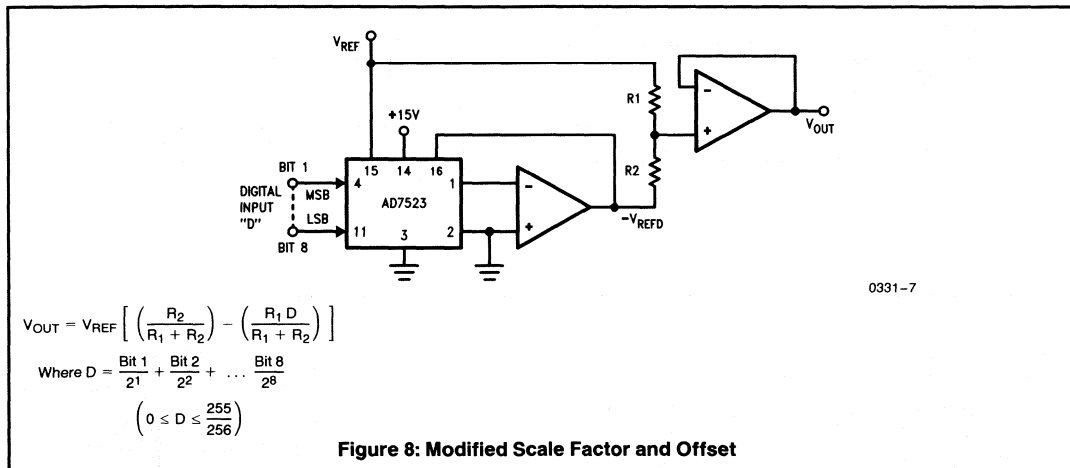 VREF
+15V
R1
R2
-
+
VOUT
BIT 1
MSB
DIGITAL
INPUT
"D"
LSB
BIT 8
4
15
14
16
1
AD7523
11
3
2
-
+
-VREFD
0331-7
VOUT = VREF [ ( R2 / R1 + R2 ) - ( R1 D / R1 + R2 ) ]
Where D = Bit 1 / 2^1 + Bit 2 / 2^2 + ... Bit 8 / 2^8
( 0 ≤ D ≤ 255 / 256 )
Figure 8: Modified Scale Factor and Offset